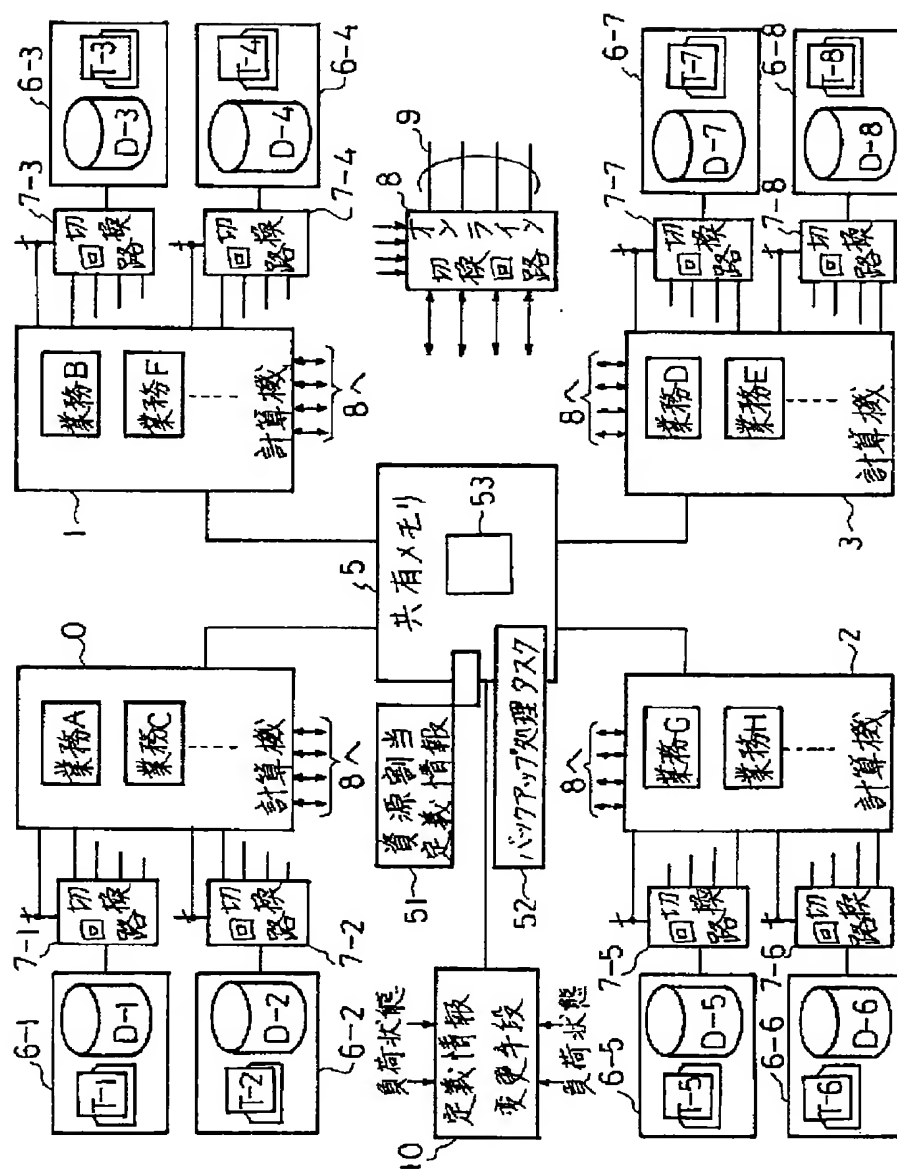 6-1
T-1
D-1
7-1
切換
回路
6-2
T-2
D-2
7-2
切換
回路
0
業務A
業務C
計算機
8へ
6-3
D-3
T-3
7-3
切換
回路
6-4
D-4
T-4
7-4
切換
回路
1
業務B
業務F
計算機
8へ
5
共有メモリ
53
51
資源割当
定義情報
52
バックアップ処理タスク
10
負荷状態
定義情報
変更手段
負荷状態
8
オンライン
切換
回路
9
6-5
T-5
D-5
7-5
切換
回路
6-6
T-6
D-6
7-6
切換
回路
2
業務G
業務H
計算機
8へ
6-7
D-7
T-7
7-7
切換
回路
6-8
D-8
T-8
7-8
切換
回路
3
業務D
業務E
計算機
8へ